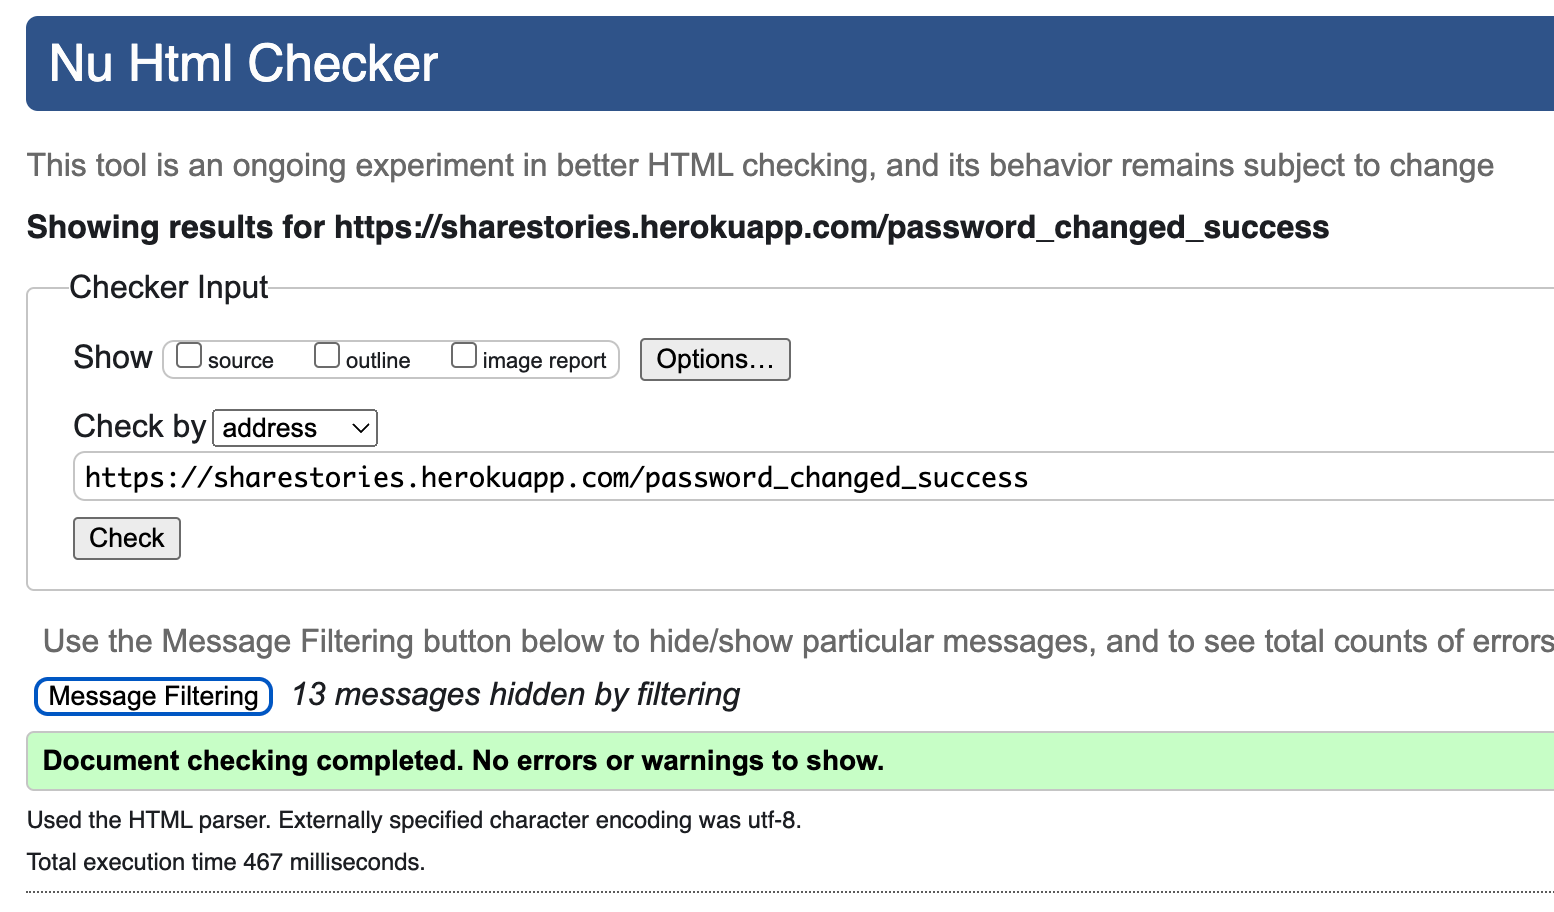 Nu Html Checker
This tool is an ongoing experiment in better HTML checking, and its behavior remains subject to change
Showing results for https://sharestories.herokuapp.com/password_changed_success
Checker Input
Show source outline image report Options…
Check by address
https://sharestories.herokuapp.com/password_changed_success
Check
Use the Message Filtering button below to hide/show particular messages, and to see total counts of errors
Message Filtering 13 messages hidden by filtering
Document checking completed. No errors or warnings to show.
Used the HTML parser. Externally specified character encoding was utf-8.
Total execution time 467 milliseconds.